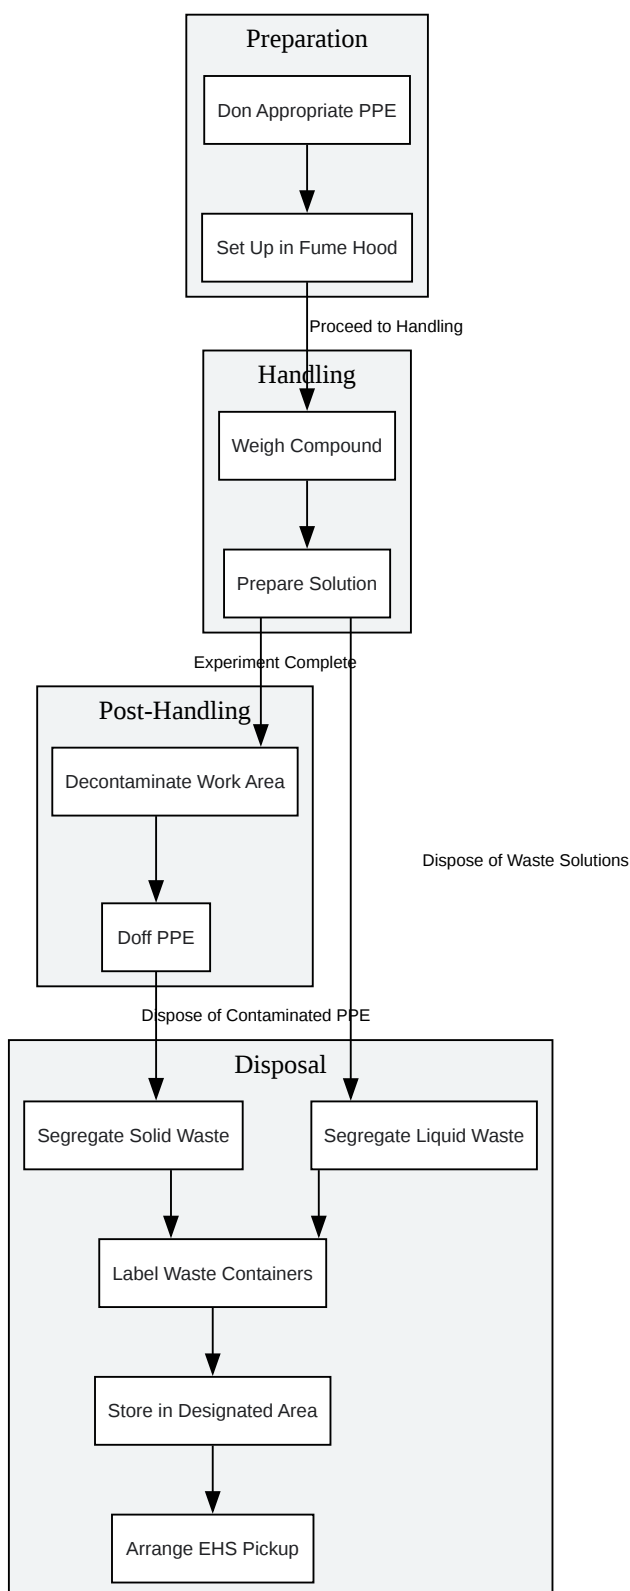 Preparation
Don Appropriate PPE
Set Up in Fume Hood
Proceed to Handling
Handling
Weigh Compound
Prepare Solution
Experiment Complete
Post-Handling
Decontaminate Work Area
Dispose of Waste Solutions
Doff PPE
Dispose of Contaminated PPE
Disposal
Segregate Solid Waste
Segregate Liquid Waste
Label Waste Containers
Store in Designated Area
Arrange EHS Pickup